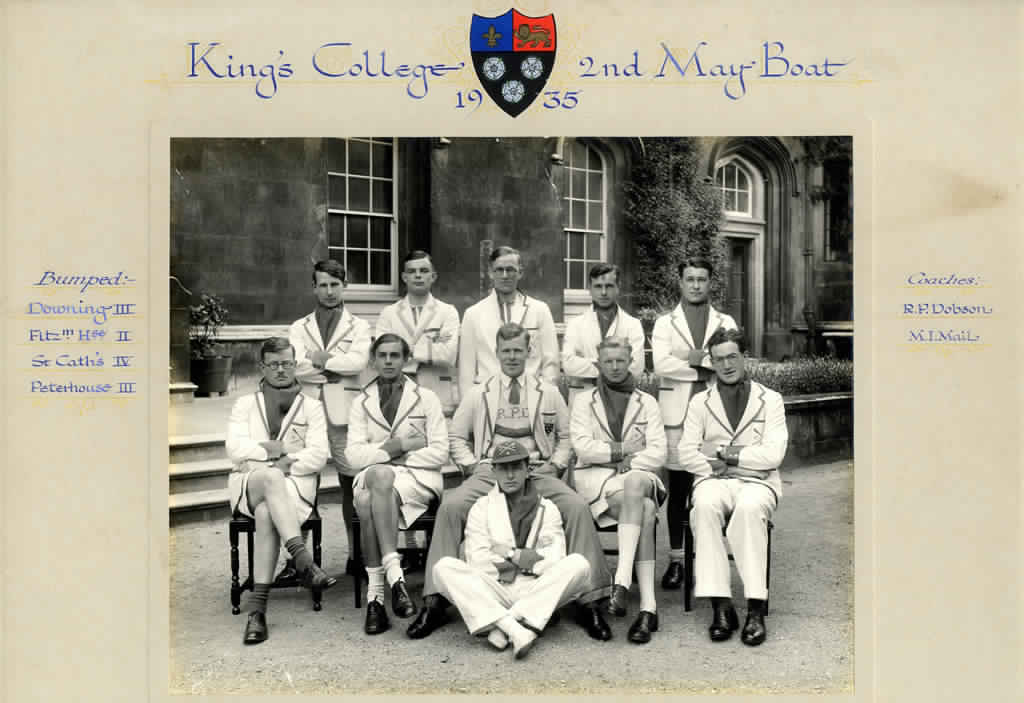 King's College 2nd May Boat
1935
Bumped:-
Downing III
Fitzm Hse II
St Cath's IV
Peterhouse III
Coaches:-
R.P. Dobson
M.I. Mail